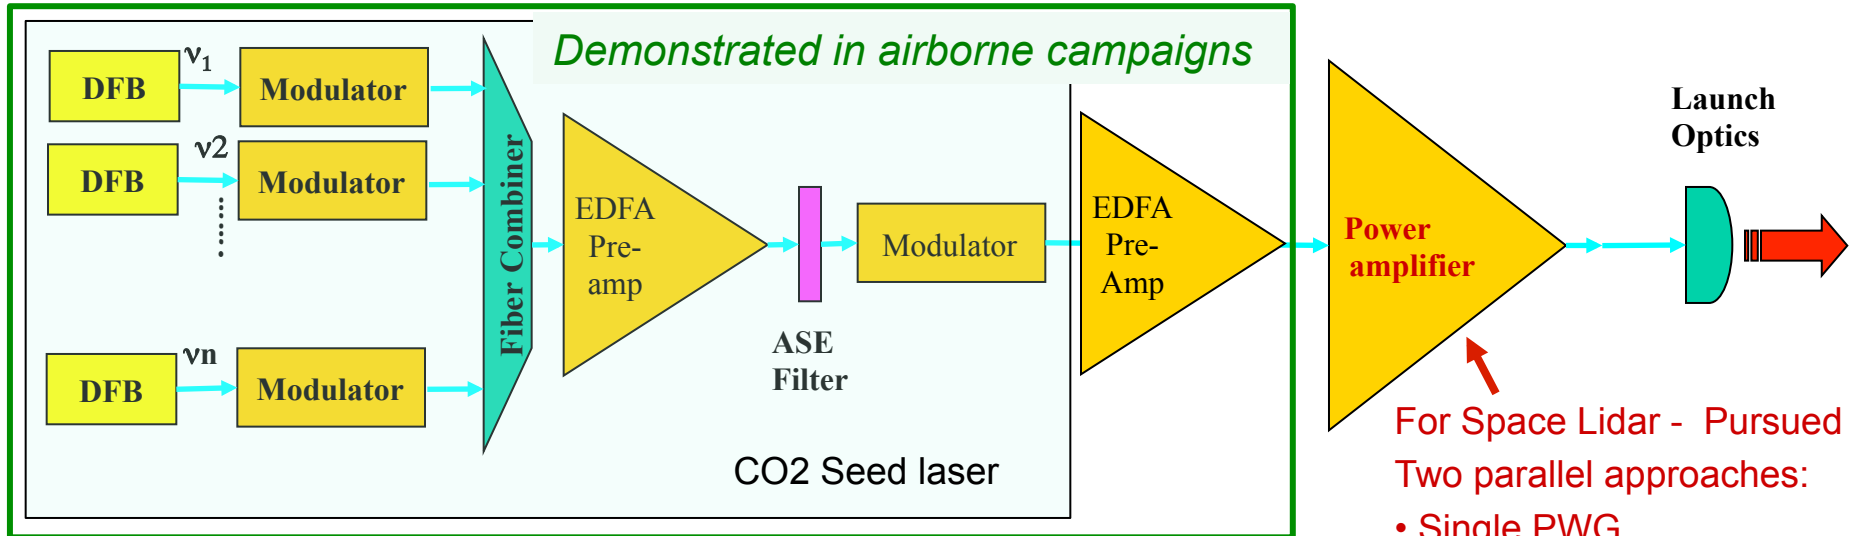 Demonstrated in airborne campaigns
DFB
ν1
Modulator
DFB
ν2
Modulator
DFB
νn
Modulator
Fiber Combiner
EDFA
Pre-
amp
ASE
Filter
Modulator
CO2 Seed laser
EDFA
Pre-
Amp
Power
amplifier
Launch
Optics
For Space Lidar - Pursued
Two parallel approaches:
• Single PWG